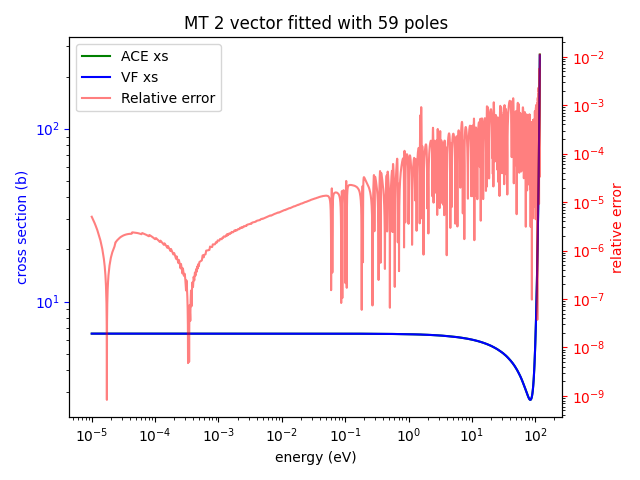 MT 2 vector fitted with 59 poles
ACE xs
VF xs
Relative error
cross section (b)
10²
10¹
10⁻²
10⁻³
10⁻⁴
10⁻⁵
10⁻⁶
10⁻⁷
10⁻⁸
10⁻⁹
relative error
10⁻⁵ 10⁻⁴ 10⁻³ 10⁻² 10⁻¹ 10⁰ 10¹ 10²
energy (eV)